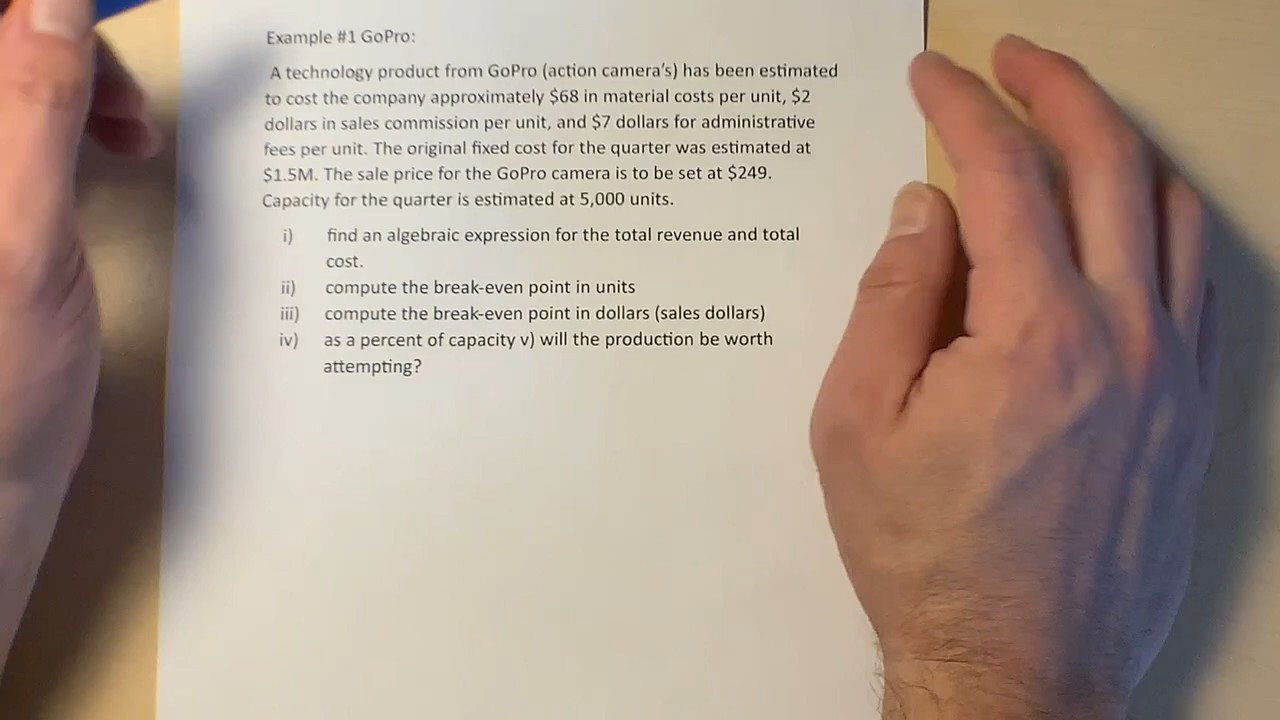 Example #1 GoPro:
A technology product from GoPro (action camera's) has been estimated
to cost the company approximately $68 in material costs per unit, $2
dollars in sales commission per unit, and $7 dollars for administrative
fees per unit. The original fixed cost for the quarter was estimated at
$1.5M. The sale price for the GoPro camera is to be set at $249.
Capacity for the quarter is estimated at 5,000 units.
i) find an algebraic expression for the total revenue and total
cost.
ii) compute the break-even point in units
iii) compute the break-even point in dollars (sales dollars)
iv) as a percent of capacity v) will the production be worth
attempting?